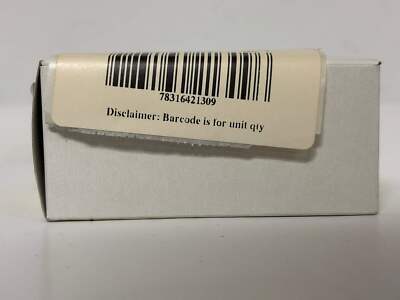 78316421309
Disclaimer: Barcode is for unit qty